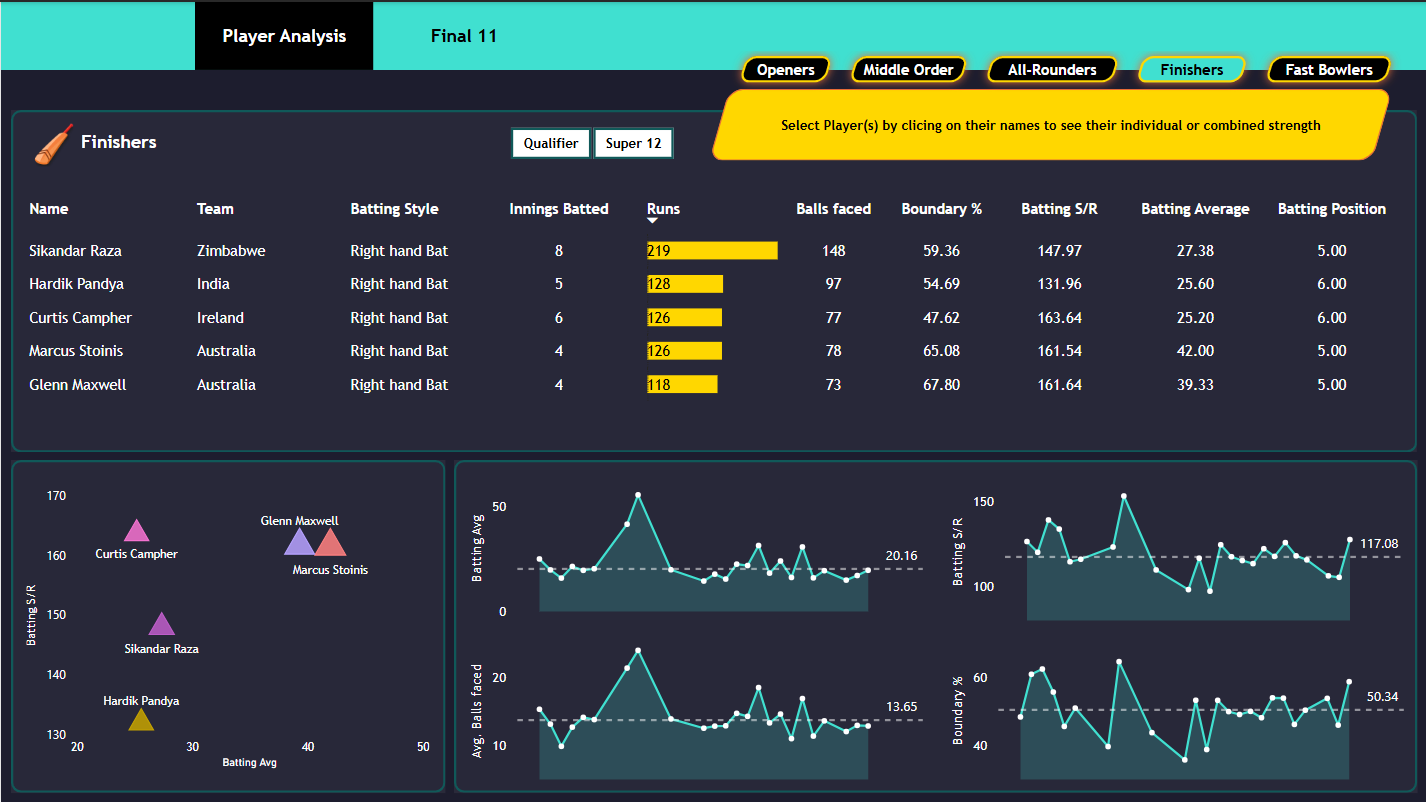 Player Analysis Final 11
Openers Middle Order All-Rounders Finishers Fast Bowlers
Select Player(s) by clicing on their names to see their individual or combined strength
Finishers
Qualifier Super 12
Name Team Batting Style Innings Batted Runs Balls faced Boundary % Batting S/R Batting Average Batting Position
Sikandar Raza Zimbabwe Right hand Bat 8 219 148 59.36 147.97 27.38 5.00
Hardik Pandya India Right hand Bat 5 128 97 54.69 131.96 25.60 6.00
Curtis Campher Ireland Right hand Bat 6 126 77 47.62 163.64 25.20 6.00
Marcus Stoinis Australia Right hand Bat 4 126 78 65.08 161.54 42.00 5.00
Glenn Maxwell Australia Right hand Bat 4 118 73 67.80 161.64 39.33 5.00
Batting S/R
170
160
150
140
130
20 30 40 50
Batting Avg
Curtis Campher
Glenn Maxwell
Marcus Stoinis
Sikandar Raza
Hardik Pandya
Batting Avg
50
0
20.16
Batting S/R
150
100
117.08
Avg. Balls faced
20
10
13.65
Boundary %
60
40
50.34